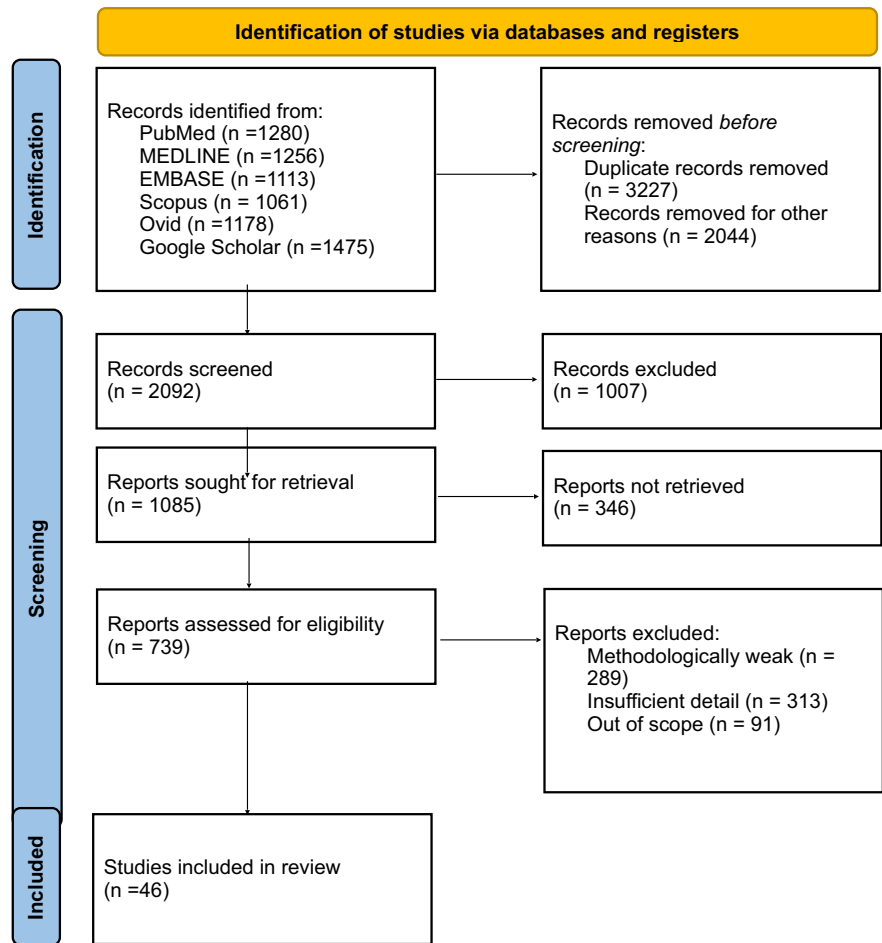 Identification of studies via databases and registers
Identification
Records identified from:
PubMed (n =1280)
MEDLINE (n =1256)
EMBASE (n =1113)
Scopus (n = 1061)
Ovid (n =1178)
Google Scholar (n =1475)
Records removed before
screening:
Duplicate records removed
(n = 3227)
Records removed for other
reasons (n = 2044)
Screening
Records screened
(n = 2092)
Records excluded
(n = 1007)
Reports sought for retrieval
(n = 1085)
Reports not retrieved
(n = 346)
Reports assessed for eligibility
(n = 739)
Reports excluded:
Methodologically weak (n =
289)
Insufficient detail (n = 313)
Out of scope (n = 91)
Included
Studies included in review
(n =46)